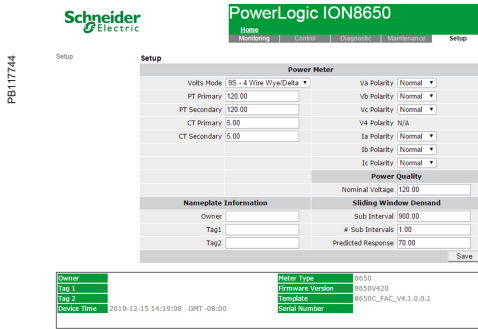 Schneider
Electric
PowerLogic ION8650
Home
Monitoring Control Diagnostic Maintenance Setup
PB117744
Setup
Setup
Power Meter
Volts Mode 9S - 4 Wire Wye/Delta Va Polarity Normal
PT Primary 120.00 Vb Polarity Normal
PT Secondary 120.00 Vc Polarity Normal
CT Primary 5.00 V4 Polarity N/A
CT Secondary 5.00 Ia Polarity Normal
Ib Polarity Normal
Ic Polarity Normal
Power Quality
Nominal Voltage 120.00
Nameplate Information Sliding Window Demand
Owner Sub Interval 900.00
Tag1 # Sub Intervals 1.00
Tag2 Predicted Response 70.00
Save
Owner Meter Type 8650
Tag 1 Firmware Version 8650V420
Tag 2 Template 8650C_FAC_V4.1.0.0.1
Device Time 2019-12-15 14:19:08 GMT -08:00 Serial Number